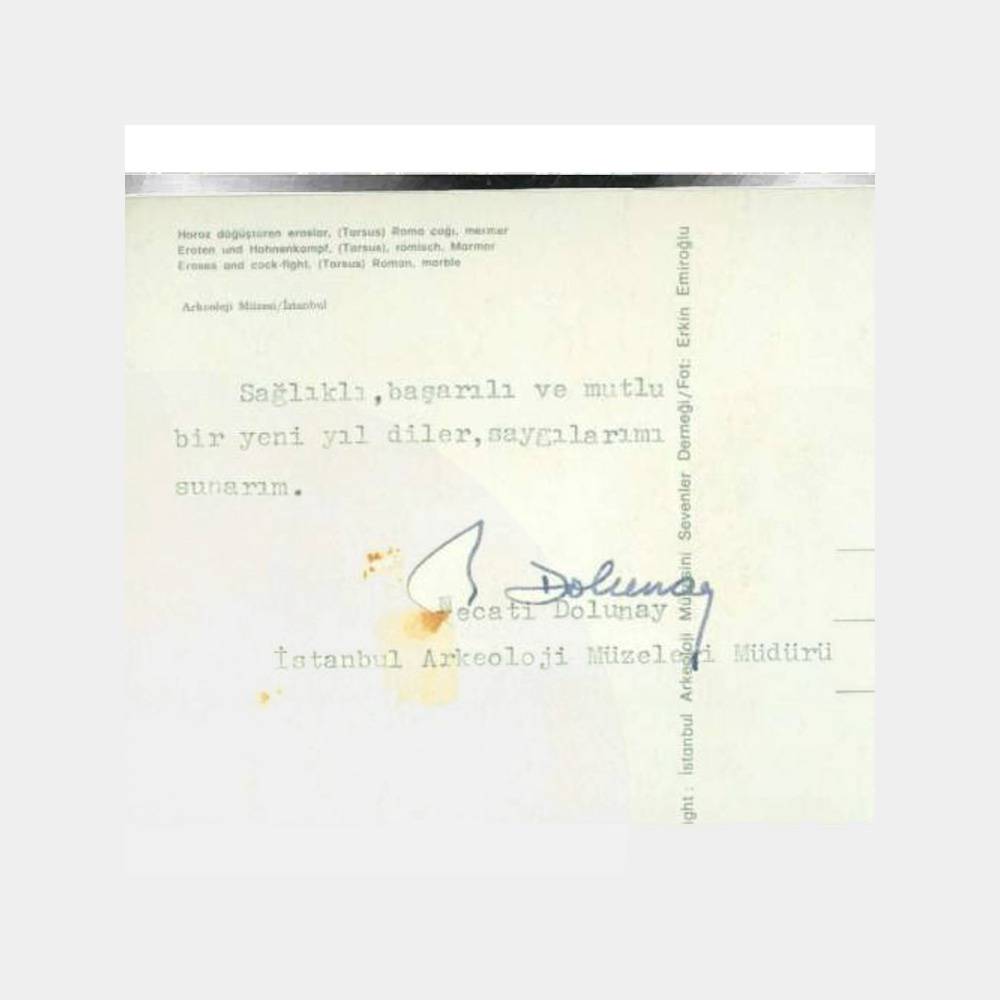 Horoz döğüştüren eroslar, (Tarsus) Roma çağı, mermer
Eroten und Hahnenkampf, (Tarsus), römisch, Marmor
Eroses and cock-fight, (Tarsus) Roman, marble
Arkeoloji Müzesi/İstanbul
Sağlıklı,başarılı ve mutlu
bir yeni yıl diler,saygılarımı
sunarım.
Dolunay
Necati Dolunay
İstanbul Arkeoloji Müzeleri Müdürü
ight: İstanbul Arkeoloji Müzesini Sevenler Derneği/Fot: Erkin Emiroğlu